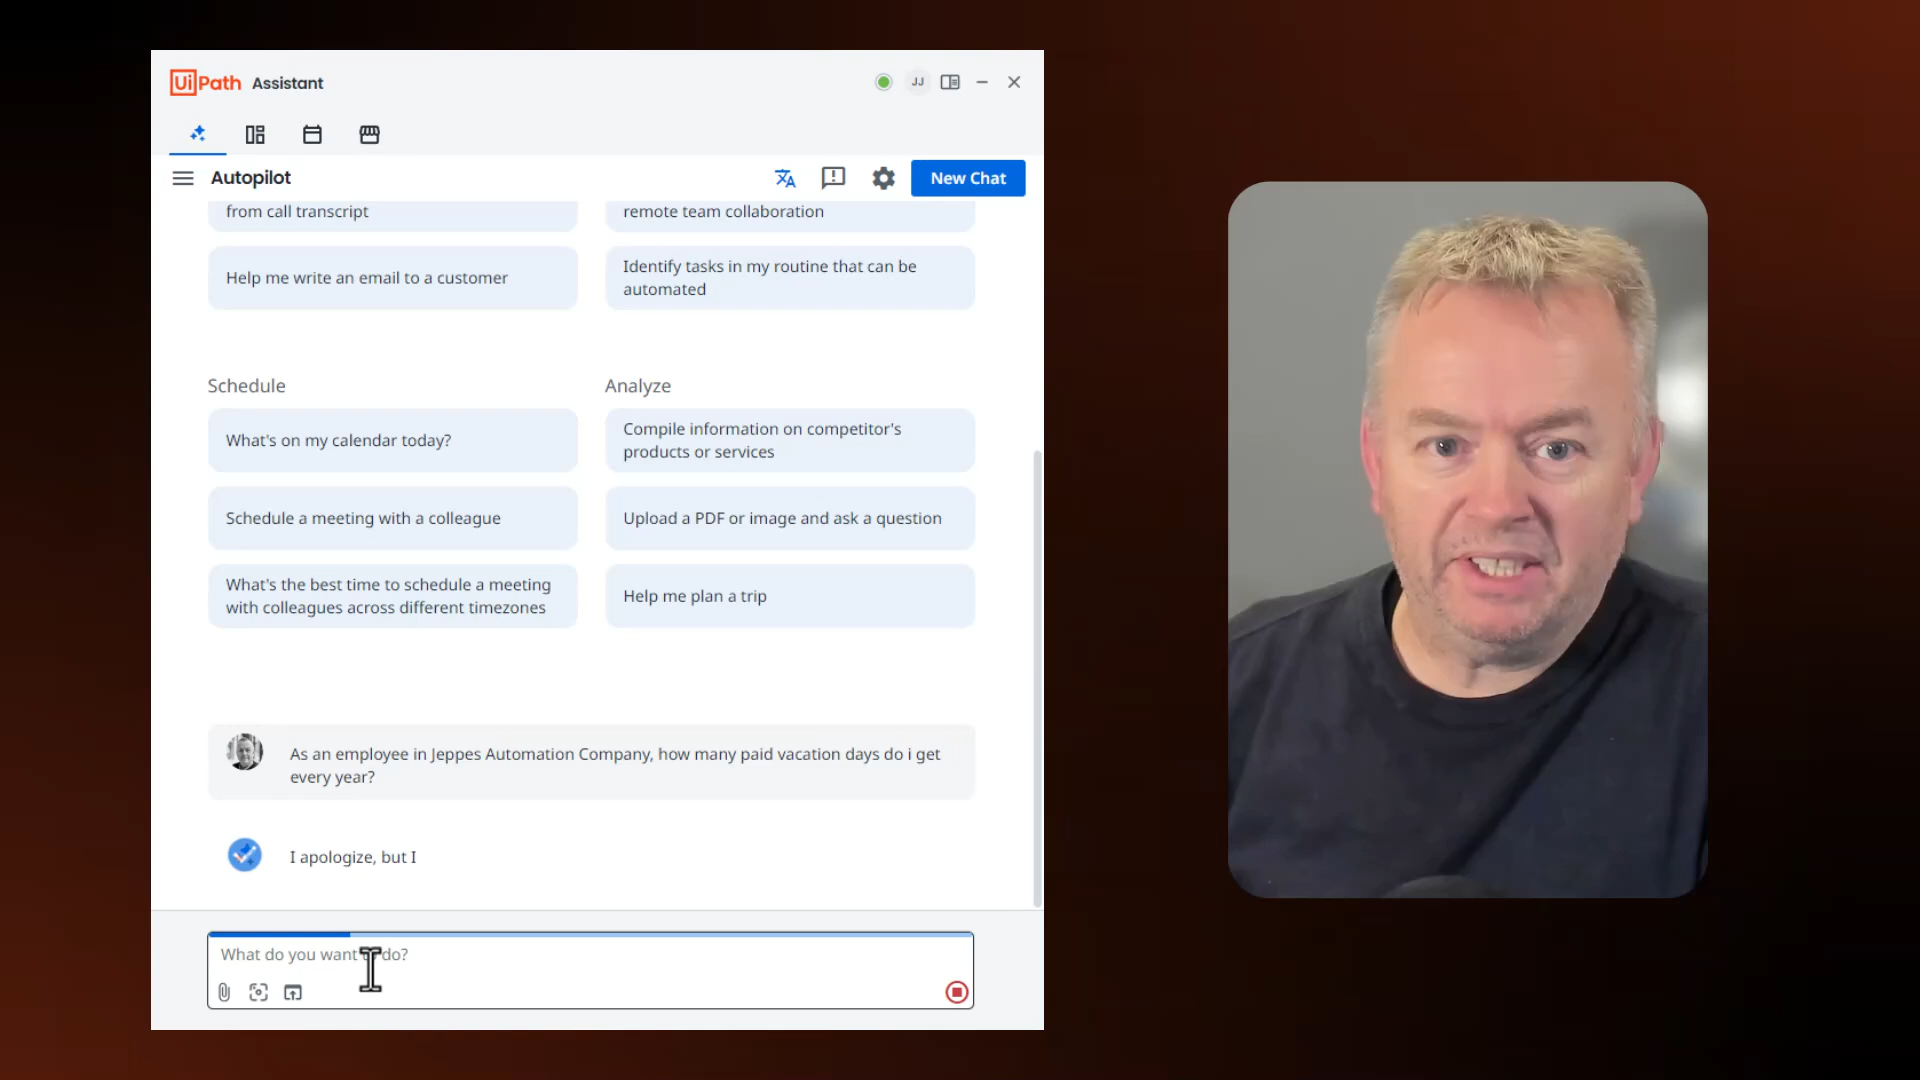 UiPath Assistant
JJ
Autopilot
New Chat
from call transcript
remote team collaboration
Help me write an email to a customer
Identify tasks in my routine that can be
automated
Schedule
Analyze
What's on my calendar today?
Compile information on competitor's
products or services
Schedule a meeting with a colleague
Upload a PDF or image and ask a question
What's the best time to schedule a meeting
with colleagues across different timezones
Help me plan a trip
As an employee in Jeppes Automation Company, how many paid vacation days do i get
every year?
I apologize, but I
What do you want to do?